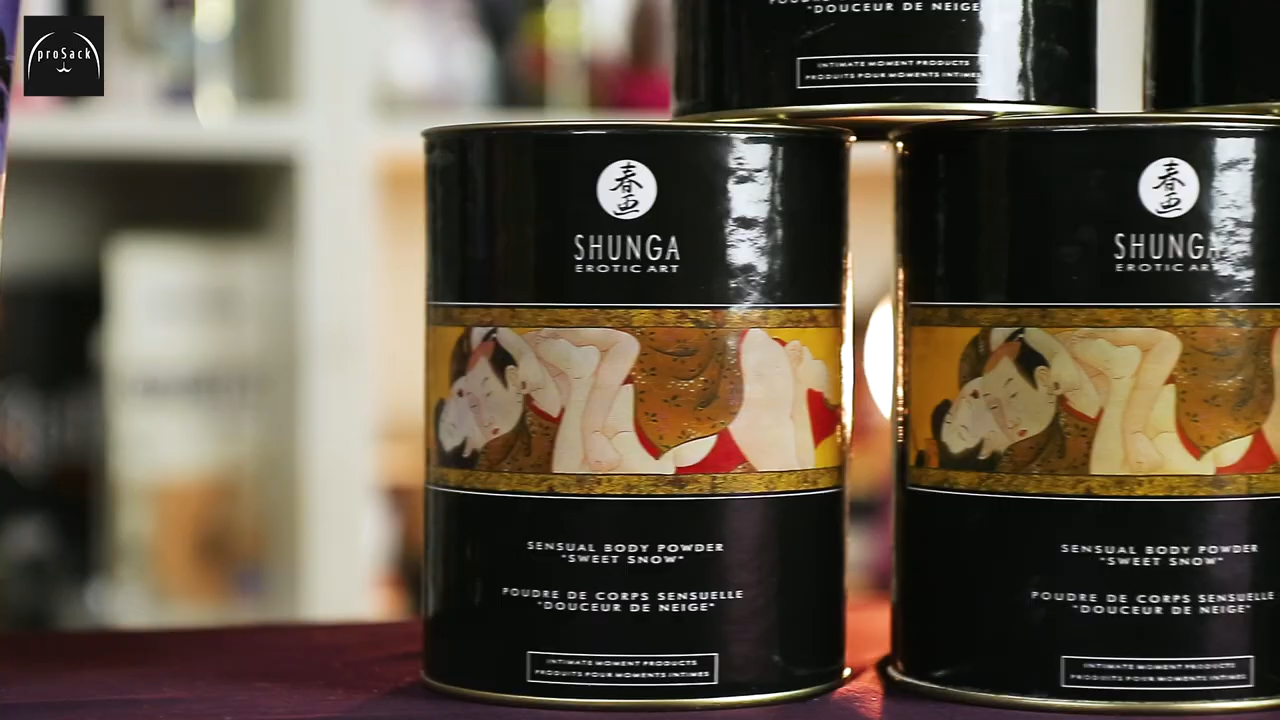 proSack
"DOUCEUR DE NEIGE
INTIMATE MOMENT PRODUCTS
PRODUITS POUR MOMENTS INTIMES
春画
SHUNGA
EROTIC ART
SENSUAL BODY POWDER
"SWEET SNOW"
POUDRE DE CORPS SENSUELLE
"DOUCEUR DE NEIGE"
INTIMATE MOMENT PRODUCTS
PRODUITS POUR MOMENTS INTIMES
春画
SHUNGA
EROTIC ART
SENSUAL BODY POWDER
"SWEET SNOW"
POUDRE DE CORPS SENSUELLE
"DOUCEUR DE NEIGE"
INTIMATE MOMENT PRODUCTS
PRODUITS POUR MOMENTS INTIMES